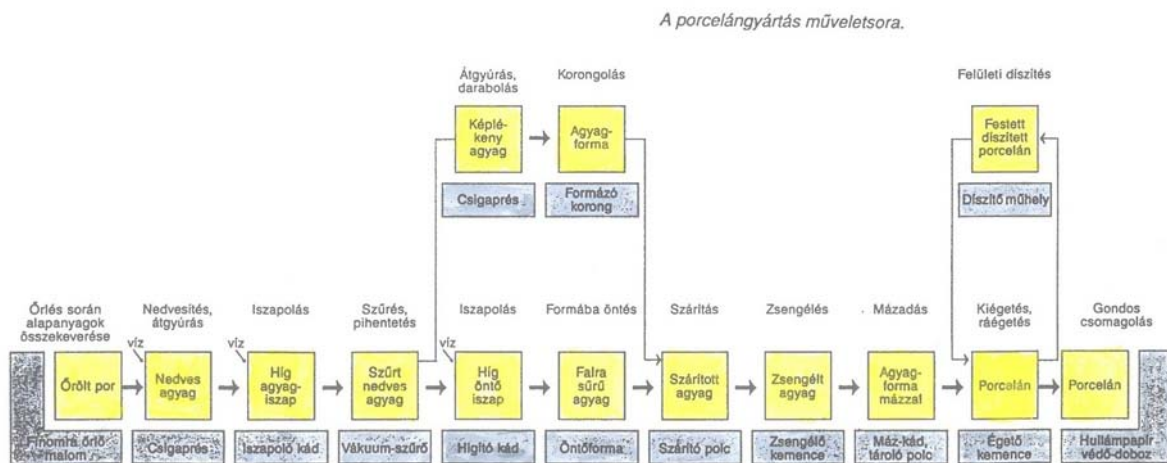 A porcelángyártás műveletsora.
Átgyúrás,
darabolás
Korongolás
Felületi díszítés
Képlé-
keny
agyag
Agyag-
forma
Festett
díszített
porcelán
Csigaprés
Formázó
korong
Díszítő műhely
Őrlés során
alapanyagok
összekeverése
Nedvesítés,
átgyúrás
Iszapolás
Szűrés,
pihentetés
Iszapolás
Formába öntés
Szárítás
Zsengélés
Mázadás
Kiégetés,
ráégetés
Gondos
csomagolás
víz
víz
víz
Őrölt por
Nedves
agyag
Híg
agyag-
iszap
Szűrt
nedves
agyag
Híg
öntő
iszap
Falra
sűrű
agyag
Szárított
agyag
Zsengélt
agyag
Agyag-
forma
mázzal
Porcelán
Porcelán
Finomra őrlő
malom
Csigaprés
Iszapoló kád
Vákuum-szűrő
Higító kád
Öntőforma
Szárító polc
Zsengélő
kemence
Máz-kád,
tároló polc
Égető
kemence
Hullámpapír
védő-doboz